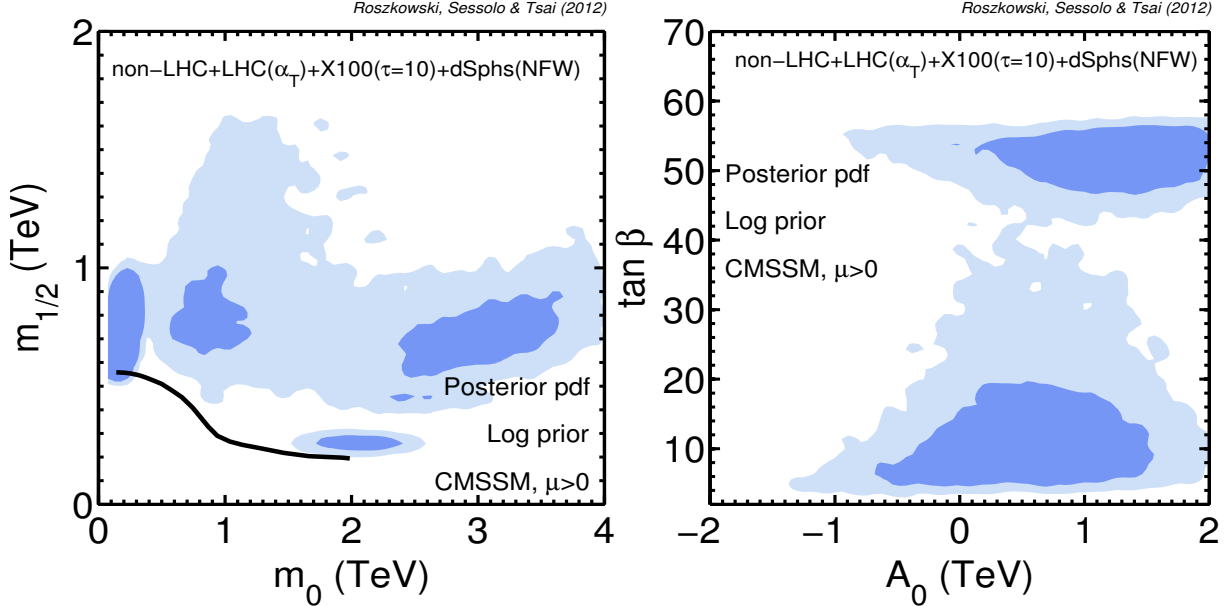 Roszkowski, Sessolo & Tsai (2012)
non−LHC+LHC(α_T)+X100(τ=10)+dSphs(NFW)
Posterior pdf
Log prior
CMSSM, μ>0
2
1
0
m_{1/2} (TeV)
0 1 2 3 4
m_0 (TeV)
Roszkowski, Sessolo & Tsai (2012)
non−LHC+LHC(α_T)+X100(τ=10)+dSphs(NFW)
Posterior pdf
Log prior
CMSSM, μ>0
70
60
50
40
30
20
10
tan β
−2 −1 0 1 2
A_0 (TeV)